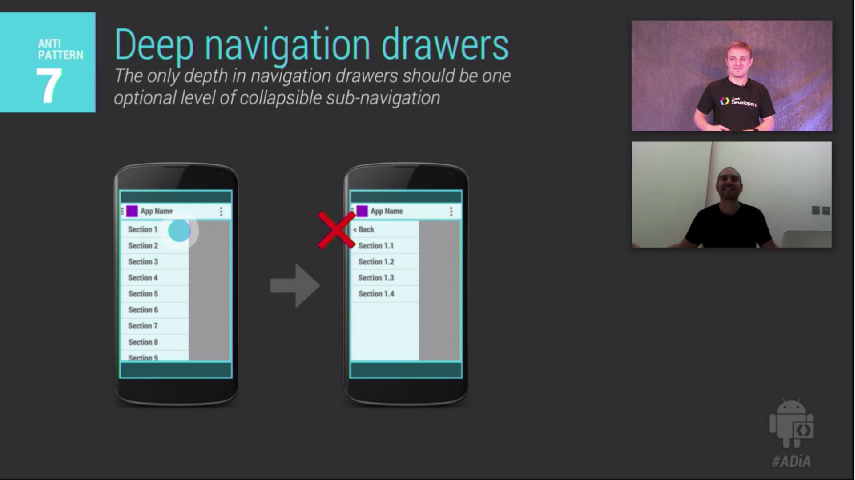 ANTI
PATTERN
7
Deep navigation drawers
The only depth in navigation drawers should be one
optional level of collapsible sub-navigation
App Name
Section 1
Section 2
Section 3
Section 4
Section 5
Section 6
Section 7
Section 8
Section 9
App Name
< Back
Section 1.1
Section 1.2
Section 1.3
Section 1.4
Developers
#ADiA